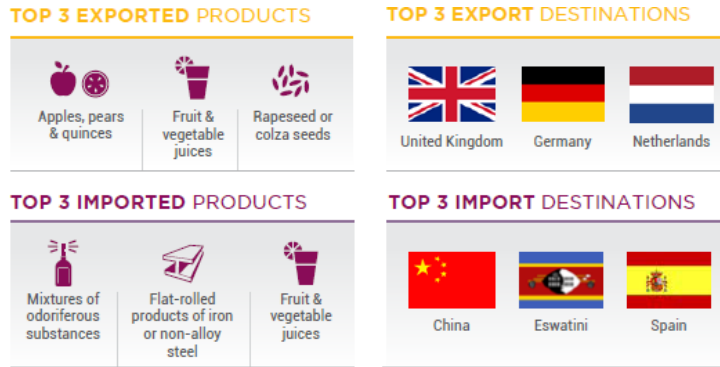 TOP 3 EXPORTED PRODUCTS
Apples, pears
& quinces
Fruit &
vegetable
juices
Rapeseed or
colza seeds
TOP 3 EXPORT DESTINATIONS
United Kingdom
Germany
Netherlands
TOP 3 IMPORTED PRODUCTS
Mixtures of
odoriferous
substances
Flat-rolled
products of iron
or non-alloy
steel
Fruit &
vegetable
juices
TOP 3 IMPORT DESTINATIONS
China
Eswatini
Spain